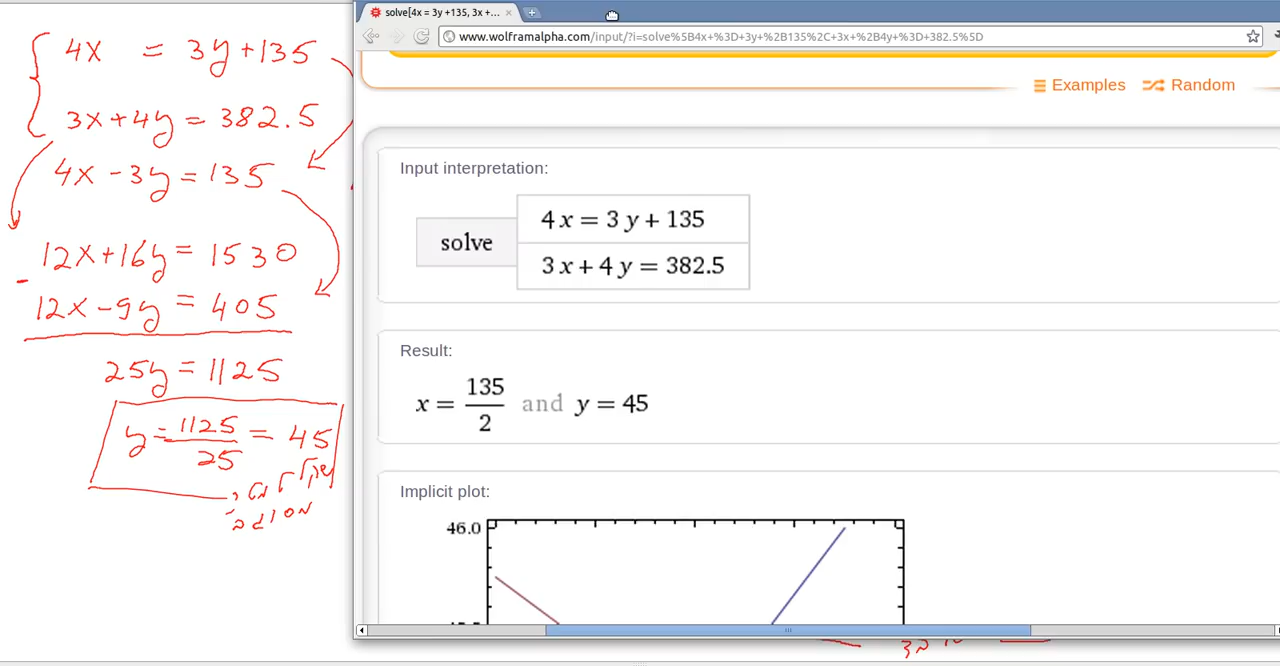 4x = 3y+135
3x+4y = 382.5
4x -3y = 135
12x+16y = 1530
-
12x -9y = 405
25y = 1125
y = 1125/25 = 45
solve[4x = 3y +135, 3x +...
www.wolframalpha.com/input/?i=solve%5B4x+%3D+3y+%2B135%2C+3x+%2B4y+%3D+382.5%5D
Examples Random
Input interpretation:
solve
4 x = 3 y + 135
3 x + 4 y = 382.5
Result:
x = 135/2 and y = 45
Implicit plot:
46.0